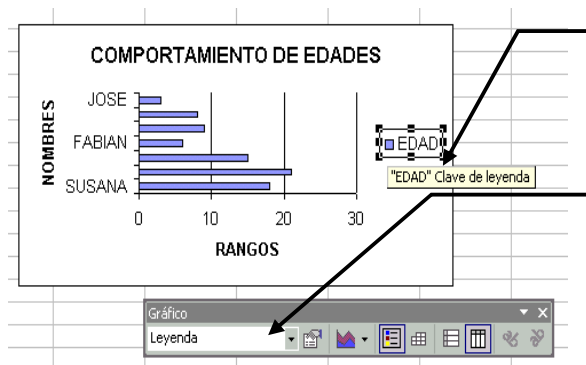 COMPORTAMIENTO DE EDADES
NOMBRES
JOSE
FABIAN
SUSANA
0 10 20 30
RANGOS
EDAD
"EDAD" Clave de leyenda
Gráfico
Leyenda